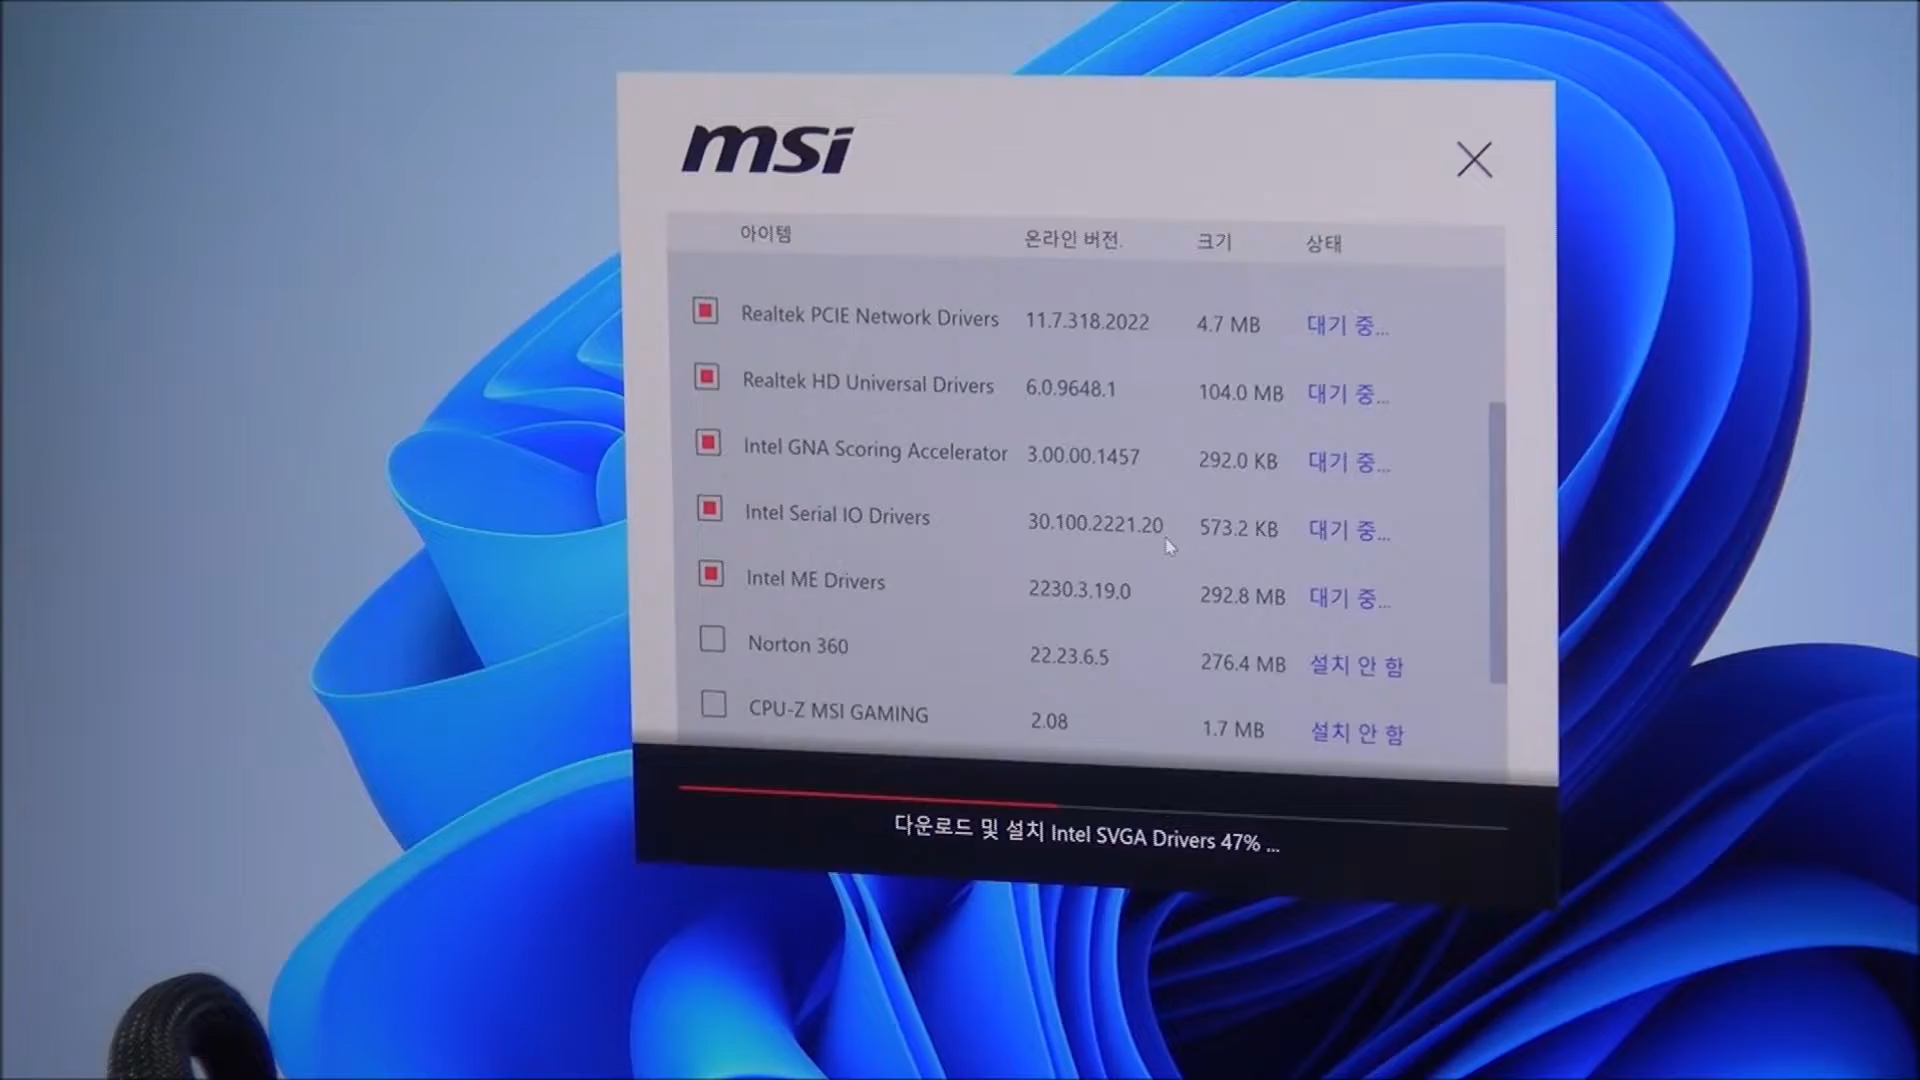 msi
아이템 온라인 버전. 크기 상태
Realtek PCIE Network Drivers 11.7.318.2022 4.7 MB 대기 중...
Realtek HD Universal Drivers 6.0.9648.1 104.0 MB 대기 중...
Intel GNA Scoring Accelerator 3.00.00.1457 292.0 KB 대기 중...
Intel Serial IO Drivers 30.100.2221.20 573.2 KB 대기 중...
Intel ME Drivers 2230.3.19.0 292.8 MB 대기 중...
Norton 360 22.23.6.5 276.4 MB 설치 안 함
CPU-Z MSI GAMING 2.08 1.7 MB 설치 안 함
다운로드 및 설치 Intel SVGA Drivers 47% ...